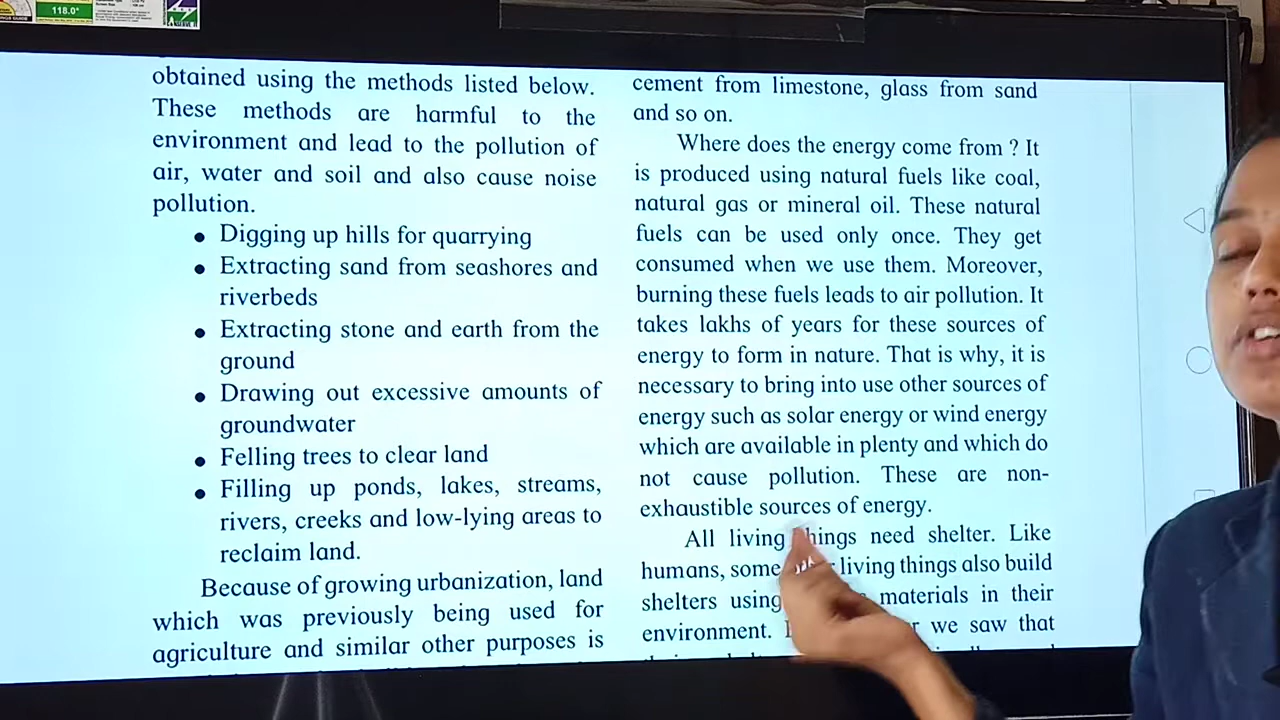 118.0"
obtained using the methods listed below.
These methods are harmful to the
environment and lead to the pollution of
air, water and soil and also cause noise
pollution.
• Digging up hills for quarrying
• Extracting sand from seashores and
riverbeds
• Extracting stone and earth from the
ground
• Drawing out excessive amounts of
groundwater
• Felling trees to clear land
• Filling up ponds, lakes, streams,
rivers, creeks and low-lying areas to
reclaim land.
Because of growing urbanization, land
which was previously being used for
agriculture and similar other purposes is
cement from limestone, glass from sand
and so on.
Where does the energy come from ? It
is produced using natural fuels like coal,
natural gas or mineral oil. These natural
fuels can be used only once. They get
consumed when we use them. Moreover,
burning these fuels leads to air pollution. It
takes lakhs of years for these sources of
energy to form in nature. That is why, it is
necessary to bring into use other sources of
energy such as solar energy or wind energy
which are available in plenty and which do
not cause pollution. These are non-
exhaustible sources of energy.
All living things need shelter. Like
humans, some living things also build
shelters using materials in their
environment. we saw that